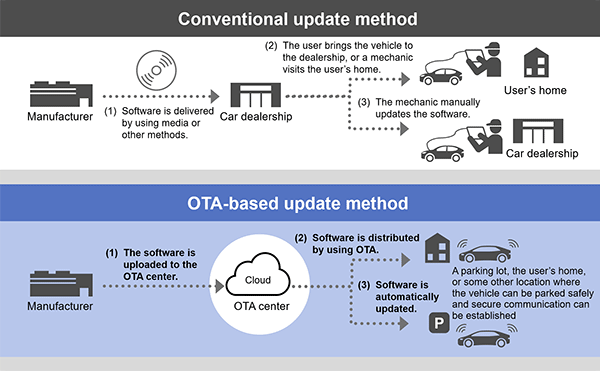 Conventional update method
(2) The user brings the vehicle to
the dealership, or a mechanic
visits the user's home.
User's home
Manufacturer
(1) Software is delivered
by using media or
other methods.
Car dealership
(3) The mechanic manually
updates the software.
Car dealership
OTA-based update method
(1) The software is
uploaded to the
OTA center.
Manufacturer
Cloud
OTA center
(2) Software is distributed
by using OTA.
(3) Software is
automatically
updated.
A parking lot, the user's home,
or some other location where
the vehicle can be parked safely
and secure communication can
be established
P